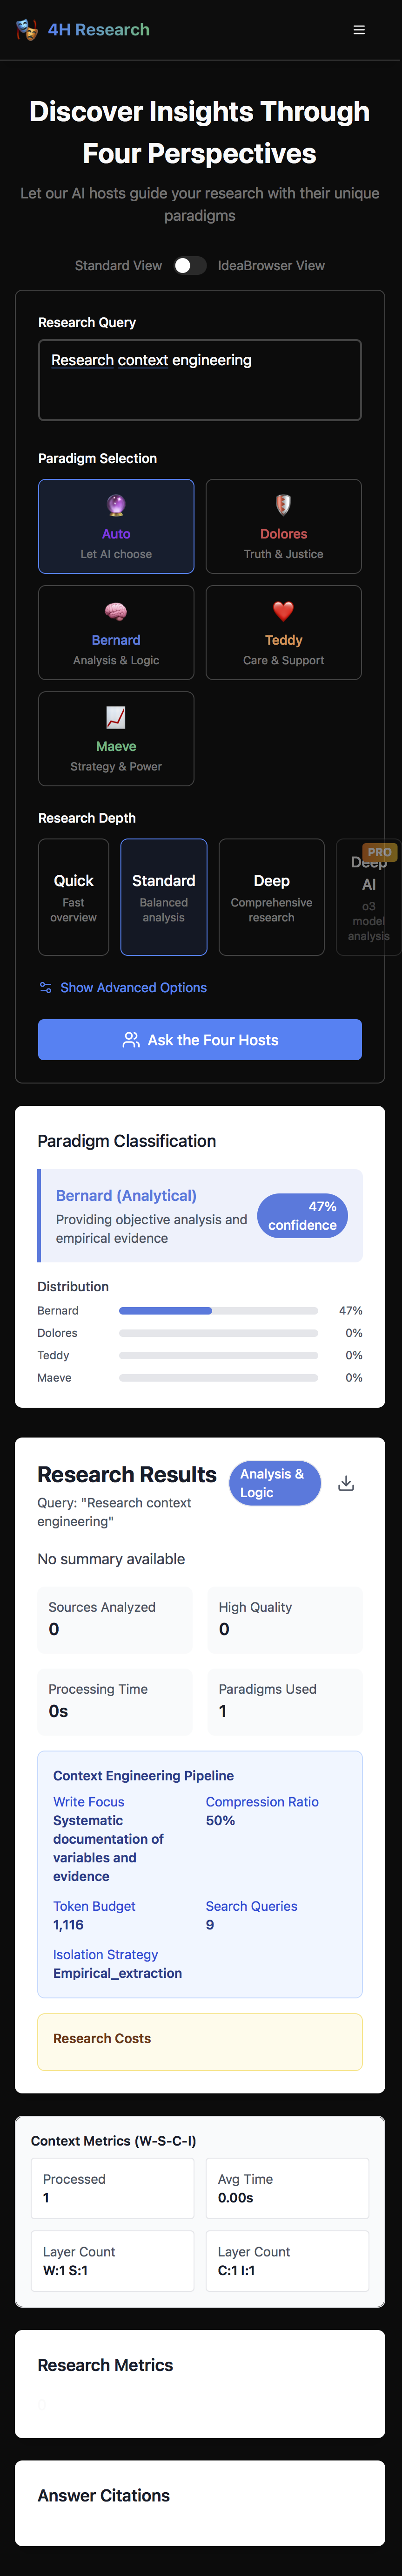 4H Research
Discover Insights Through
Four Perspectives
Let our AI hosts guide your research with their unique
paradigms
Standard View
IdeaBrowser View
Research Query
Research context engineering
Paradigm Selection
Auto
Let AI choose
Dolores
Truth & Justice
Bernard
Analysis & Logic
Teddy
Care & Support
Maeve
Strategy & Power
Research Depth
Quick
Fast
overview
Standard
Balanced
analysis
Deep
Comprehensive
research
PRO
Deep
AI
o3
model
analysis
Show Advanced Options
Ask the Four Hosts
Paradigm Classification
Bernard (Analytical)
Providing objective analysis and
empirical evidence
47%
confidence
Distribution
Bernard 47%
Dolores 0%
Teddy 0%
Maeve 0%
Research Results
Query: "Research context
engineering"
Analysis &
Logic
No summary available
Sources Analyzed
0
High Quality
0
Processing Time
0s
Paradigms Used
1
Context Engineering Pipeline
Write Focus
Systematic
documentation of
variables and
evidence
Compression Ratio
50%
Token Budget
1,116
Search Queries
9
Isolation Strategy
Empirical_extraction
Research Costs
Context Metrics (W-S-C-I)
Processed
1
Avg Time
0.00s
Layer Count
W:1 S:1
Layer Count
C:1 I:1
Research Metrics
Answer Citations